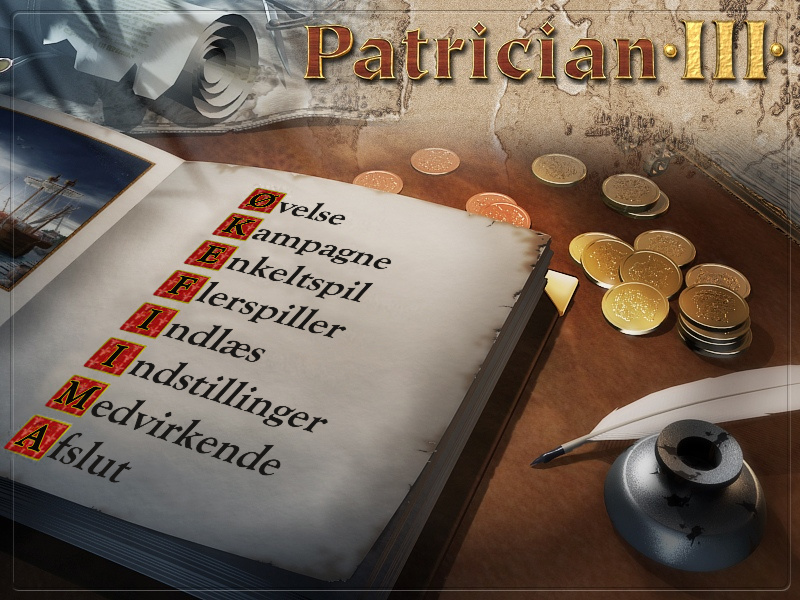 Patrician·III·
Øvelse
Kampagne
Enkeltspil
Flerspiller
Indlæs
Indstillinger
Medvirkende
Afslut